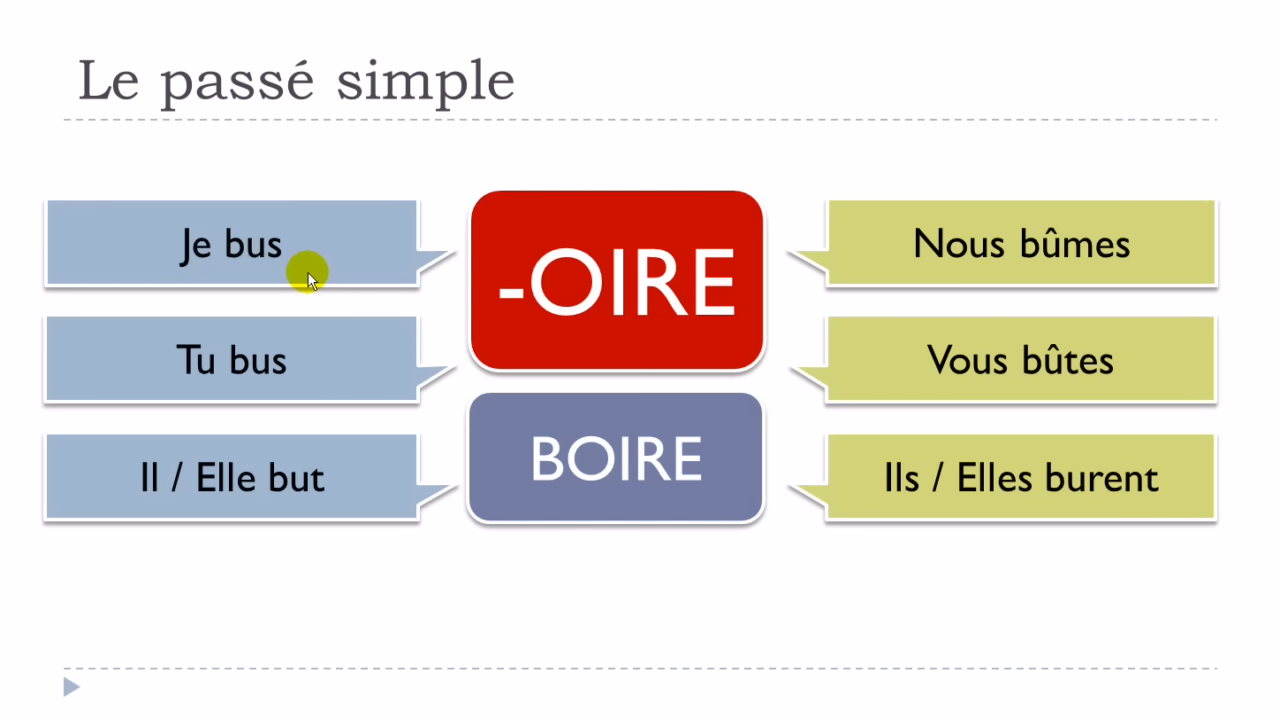 Le passé simple
Je bus
Tu bus
Il / Elle but
-OIRE
BOIRE
Nous bûmes
Vous bûtes
Ils / Elles burent